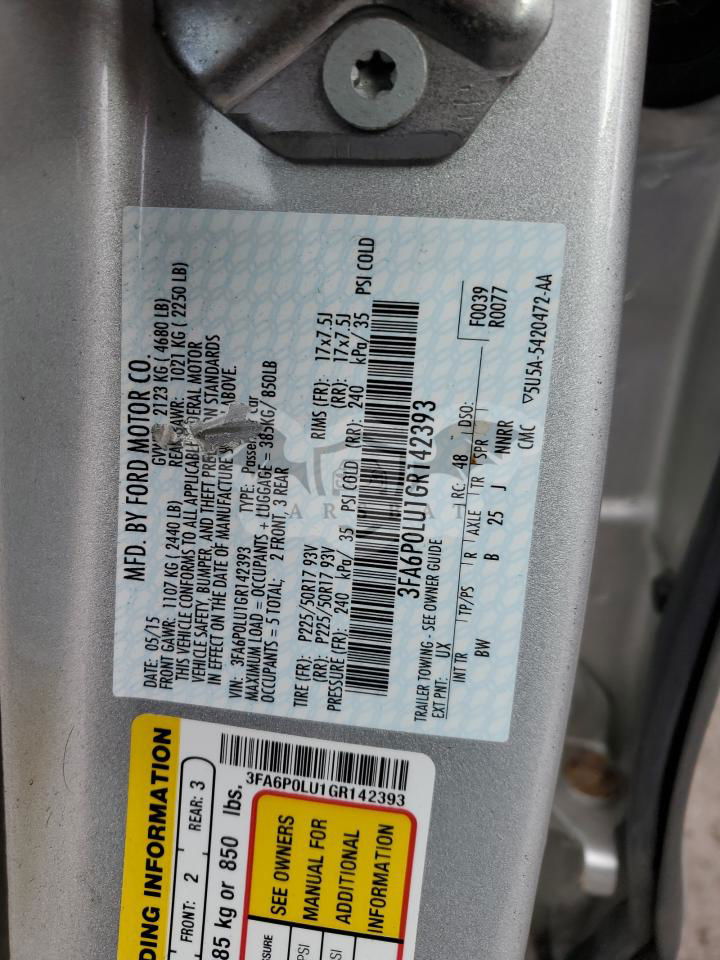 MFD. BY FORD MOTOR CO.
DATE: 05/15 GVW 2123 KG ( 4680 LB)
FRONT GAWR: 1107 KG ( 2440 LB) REAR GAWR: 1021 KG ( 2250 LB)
THIS VEHICLE CONFORMS TO ALL APPLICABLE FEDERAL MOTOR
VEHICLE SAFETY, BUMPER, AND THEFT STANDARDS
IN EFFECT ON THE DATE OF MANUFACTURE ABOVE.
VIN: 3FA6P0LU1GR142393 TYPE: Passenger car
MAXIMUM LOAD = OCCUPANTS + LUGGAGE = 385KG/ 850LB
OCCUPANTS = 5 TOTAL; 2 FRONT, 3 REAR
TIRE (FR): P225/50R17 93V RIMS (FR): 17x7.5J
(RR): P225/50R17 93V (RR): 17x7.5J
PRESSURE (FR): 240 kPa/ 35 PSI COLD (RR): 240 kPa/ 35 PSI COLD
3FA6P0LU1GR142393
TRAILER TOWING - SEE OWNER GUIDE
EXT PNT: UX RC: 48 DSO: F0039
R0077
INT TR TP/PS R AXLE TR SPR
BW B 25 J NNRR
CMC ▽5U5A-5420472-AA
DING INFORMATION
FRONT: 2 REAR: 3
85 kg or 850 lbs.
3FA6P0LU1GR142393
SEE OWNERS
MANUAL FOR
ADDITIONAL
INFORMATION
SSURE
PSI
SI